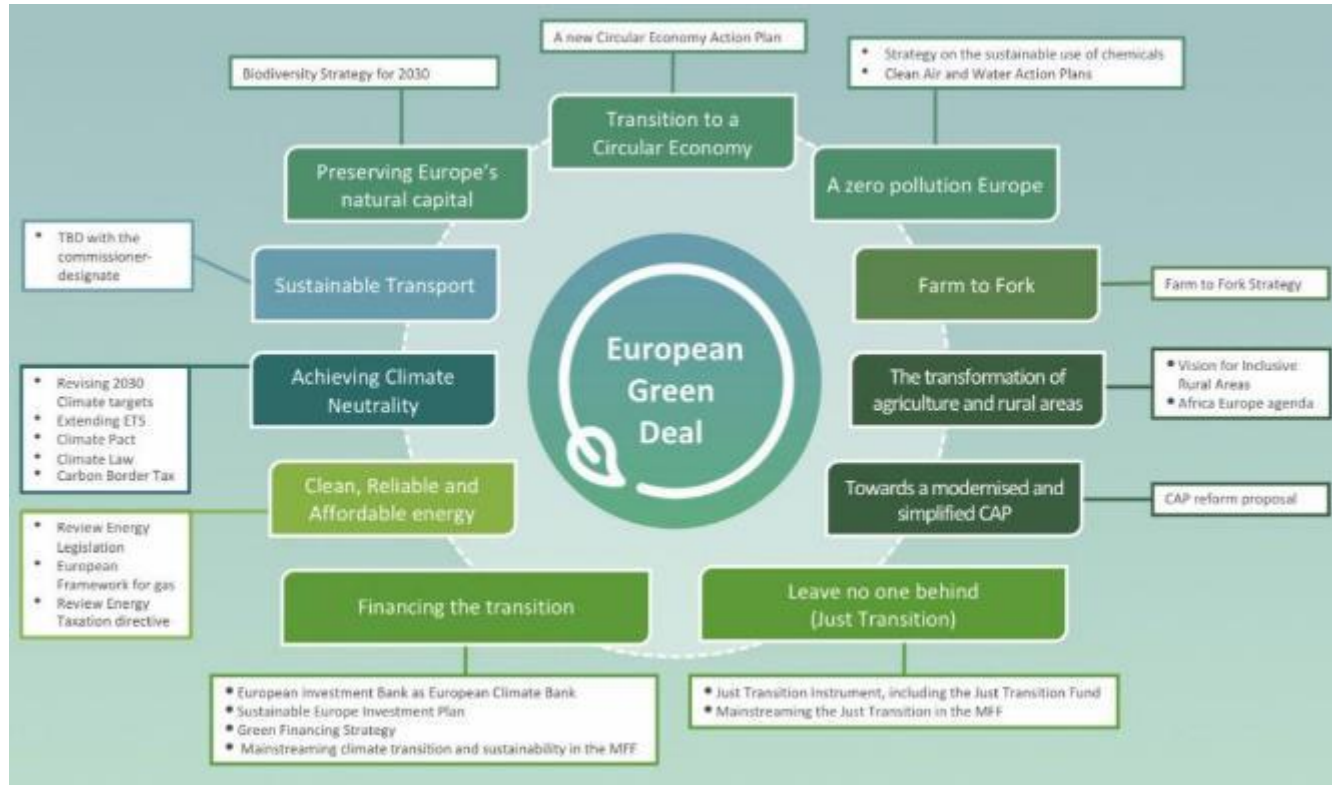 A new Circular Economy Action Plan
Biodiversity Strategy for 2030
• Strategy on the sustainable use of chemicals
• Clean Air and Water Action Plans
Transition to a
Circular Economy
Preserving Europe's
natural capital
A zero pollution Europe
• TBD with the
commissioner-
designate
Sustainable Transport
Farm to Fork
Farm to Fork Strategy
European
Green
Deal
• Revising 2030
Climate targets
• Extending ETS
• Climate Pact
• Climate Law
• Carbon Border Tax
Achieving Climate
Neutrality
The transformation of
agriculture and rural areas
• Vision for Inclusive
Rural Areas
• Africa Europe agenda
Clean, Reliable and
Affordable energy
Towards a modernised and
simplified CAP
CAP reform proposal
• Review Energy
Legislation
• European
Framework for gas
• Review Energy
Taxation directive
Financing the transition
Leave no one behind
(Just Transition)
• European Investment Bank as European Climate Bank
• Sustainable Europe Investment Plan
• Green Financing Strategy
• Mainstreaming climate transition and sustainability in the MFF
• Just Transition Instrument, including the Just Transition Fund
• Mainstreaming the Just Transition in the MFF